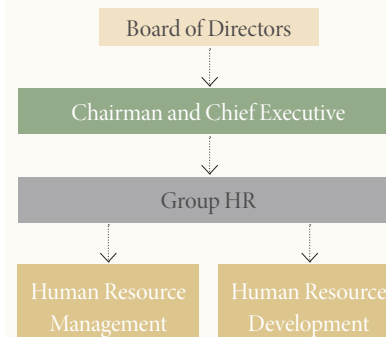 Board of Directors
Chairman and Chief Executive
Group HR
Human Resource
Management
Human Resource
Development